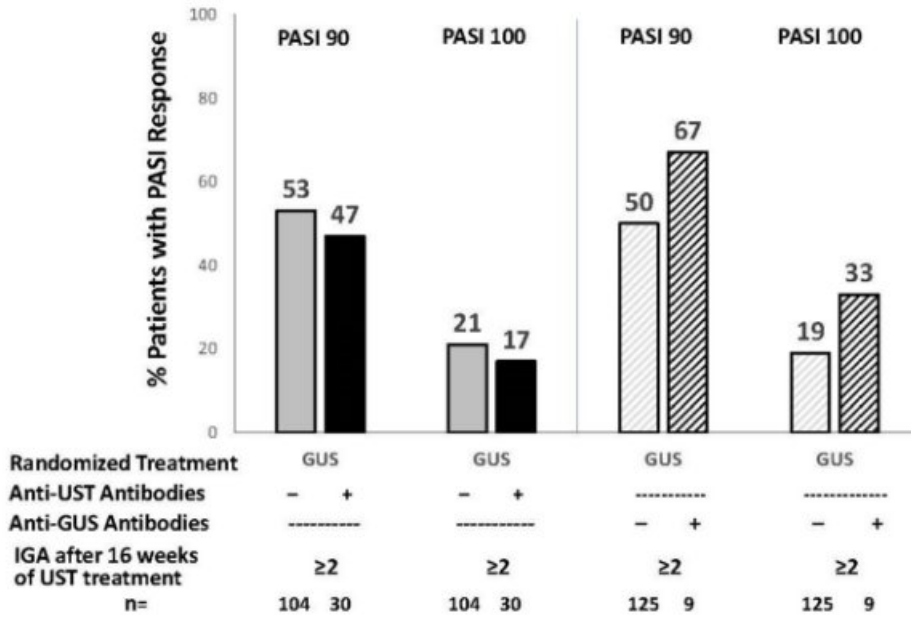 % Patients with PASI Response
100
80
60
40
20
0
PASI 90 PASI 100 PASI 90 PASI 100
53 47 21 17 50 67 19 33
Randomized Treatment GUS GUS GUS GUS
Anti-UST Antibodies – + – + ----------- -------------
Anti-GUS Antibodies ---------- ----------- – + – +
IGA after 16 weeks
of UST treatment ≥2 ≥2 ≥2 ≥2
n= 104 30 104 30 125 9 125 9